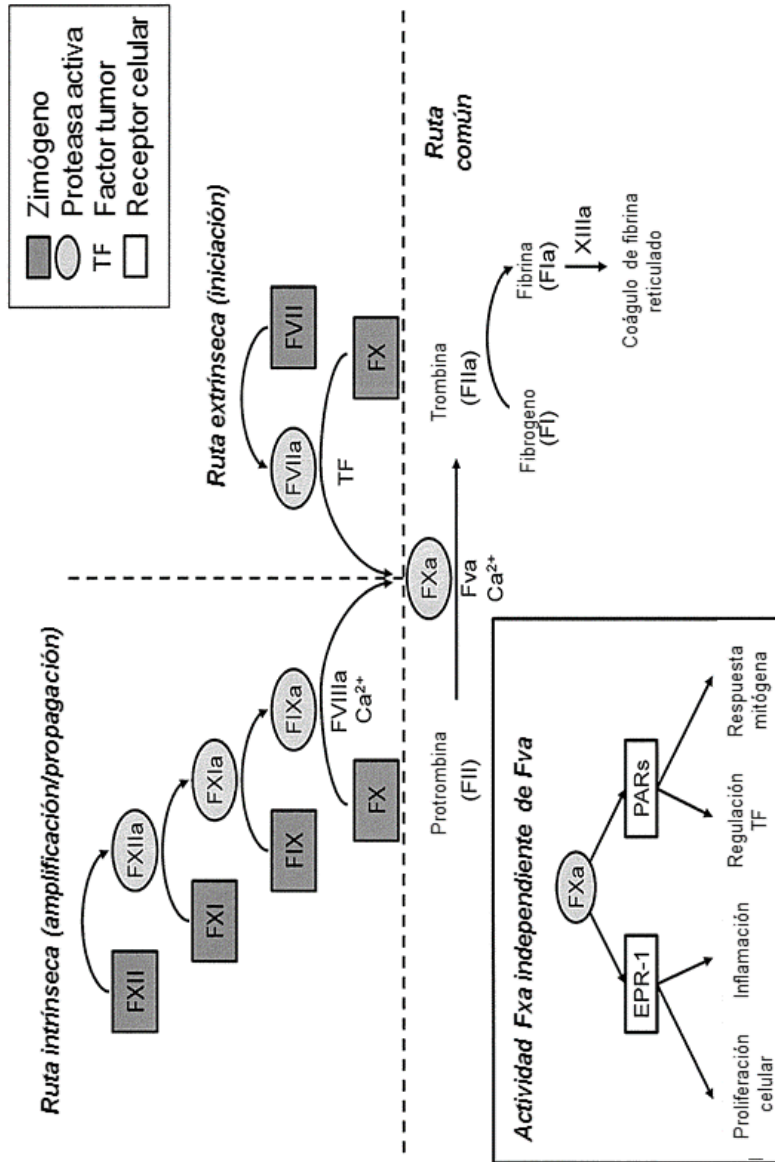 Zimógeno
Proteasa activa
TF Factor tumor
Receptor celular
Ruta intrínseca (amplificación/propagación)
FXII
FXIIa
FXI
FXIa
FIX
FIXa
FX
FVIIIa
Ca2+
Ruta extrínseca (iniciación)
FVIIa
FVII
TF
FX
FXa
Fva
Ca2+
Ruta
común
Protrombina
(FII)
Trombina
(FIIa)
Fibrogeno
(FI)
Fibrina
(FIa)
XIIIa
Coágulo de fibrina
reticulado
Actividad Fxa independiente de Fva
FXa
EPR-1
PARs
Proliferación
celular
Inflamación
Regulación
TF
Respuesta
mitógena